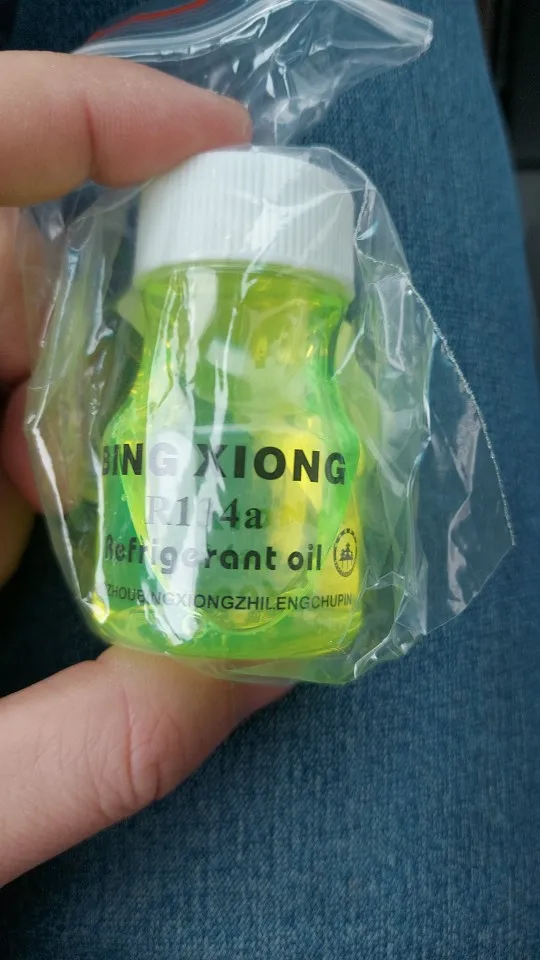 BING XIONG
R134a
Refrigerant oil
ZHOUBINGXIONGZHILENGCHUPIN